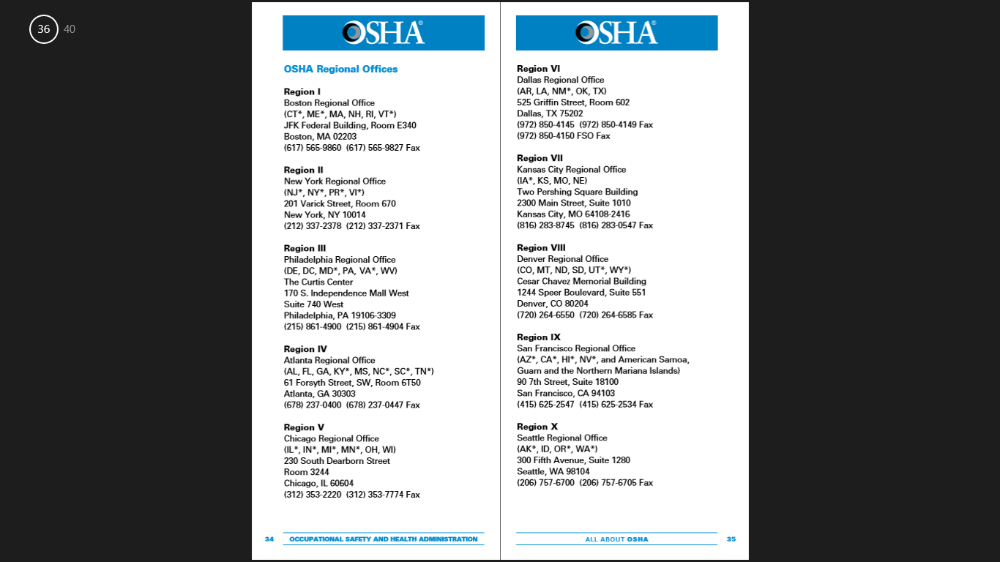 36 40
OSHA®
OSHA Regional Offices
Region I
Boston Regional Office
(CT*, ME*, MA, NH, RI, VT*)
JFK Federal Building, Room E340
Boston, MA 02203
(617) 565-9860 (617) 565-9827 Fax
Region II
New York Regional Office
(NJ*, NY*, PR*, VI*)
201 Varick Street, Room 670
New York, NY 10014
(212) 337-2378 (212) 337-2371 Fax
Region III
Philadelphia Regional Office
(DE, DC, MD*, PA, VA*, WV)
The Curtis Center
170 S. Independence Mall West
Suite 740 West
Philadelphia, PA 19106-3309
(215) 861-4900 (215) 861-4904 Fax
Region IV
Atlanta Regional Office
(AL, FL, GA, KY*, MS, NC*, SC*, TN*)
61 Forsyth Street, SW, Room 6T50
Atlanta, GA 30303
(678) 237-0400 (678) 237-0447 Fax
Region V
Chicago Regional Office
(IL*, IN*, MI*, MN*, OH, WI)
230 South Dearborn Street
Room 3244
Chicago, IL 60604
(312) 353-2220 (312) 353-7774 Fax
34 OCCUPATIONAL SAFETY AND HEALTH ADMINISTRATION
OSHA®
Region VI
Dallas Regional Office
(AR, LA, NM*, OK, TX)
525 Griffin Street, Room 602
Dallas, TX 75202
(972) 850-4145 (972) 850-4149 Fax
(972) 850-4150 FSO Fax
Region VII
Kansas City Regional Office
(IA*, KS, MO, NE)
Two Pershing Square Building
2300 Main Street, Suite 1010
Kansas City, MO 64108-2416
(816) 283-8745 (816) 283-0547 Fax
Region VIII
Denver Regional Office
(CO, MT, ND, SD, UT*, WY*)
Cesar Chavez Memorial Building
1244 Speer Boulevard, Suite 551
Denver, CO 80204
(720) 264-6550 (720) 264-6585 Fax
Region IX
San Francisco Regional Office
(AZ*, CA*, HI*, NV*, and American Samoa,
Guam and the Northern Mariana Islands)
90 7th Street, Suite 18100
San Francisco, CA 94103
(415) 625-2547 (415) 625-2534 Fax
Region X
Seattle Regional Office
(AK*, ID, OR*, WA*)
300 Fifth Avenue, Suite 1280
Seattle, WA 98104
(206) 757-6700 (206) 757-6705 Fax
ALL ABOUT OSHA 35